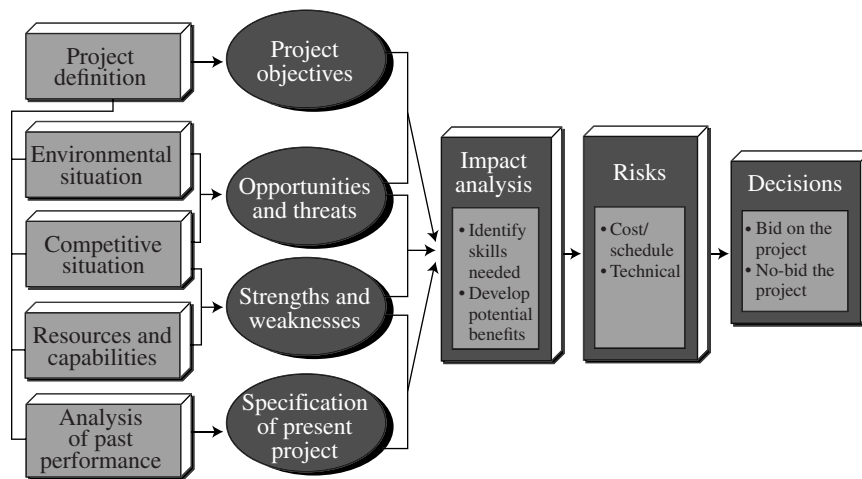 Project
definition
Project
objectives
Environmental
situation
Opportunities
and threats
Competitive
situation
Strengths and
weaknesses
Resources and
capabilities
Analysis
of past
performance
Specification
of present
project
Impact
analysis
• Identify
skills
needed
• Develop
potential
benefits
Risks
• Cost/
schedule
• Technical
Decisions
• Bid on the
project
• No-bid the
project